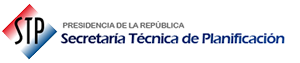 STP
PRESIDENCIA DE LA REPÚBLICA
Secretaría Técnica de Planificación